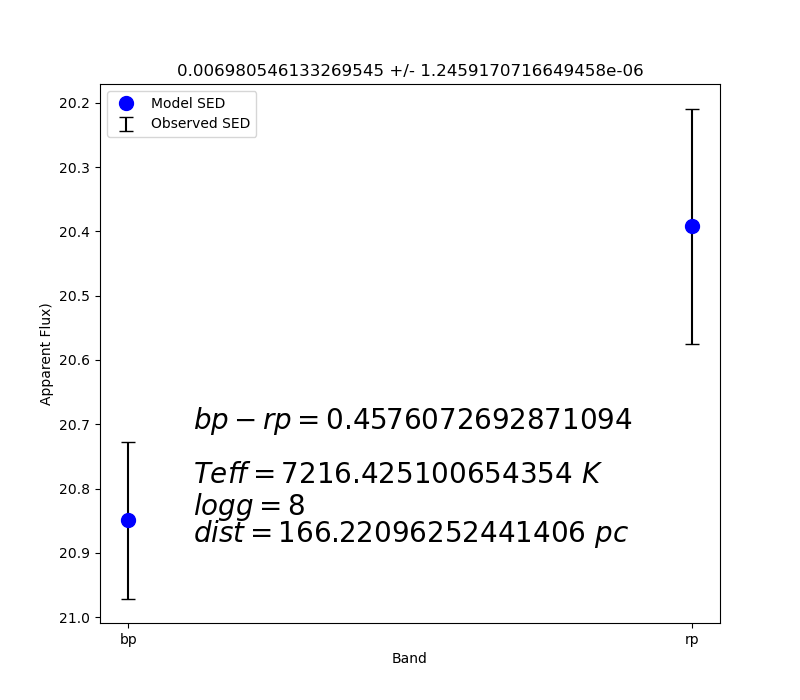 0.006980546133269545 +/- 1.2459170716649458e-06
Model SED
Observed SED
20.2
20.3
20.4
20.5
20.6
20.7
20.8
20.9
21.0
Apparent Flux)
bp − rp = 0.4576072692871094
Teff = 7216.425100654354 K
logg = 8
dist = 166.22096252441406 pc
bp
rp
Band